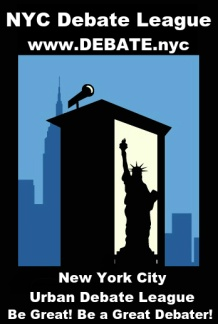 NYC Debate League
www.DEBATE.nyc
New York City
Urban Debate League
Be Great! Be a Great Debater!